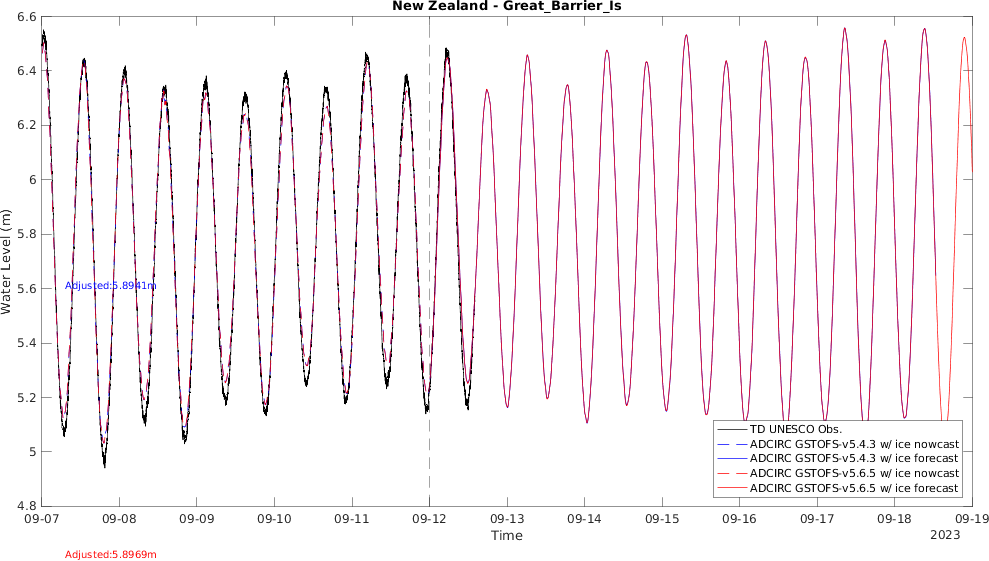 New Zealand - Great_Barrier_Is
6.6
6.4
6.2
6
5.8
5.6
5.4
5.2
5
4.8
Water Level (m)
Adjusted:5.8941m
TD UNESCO Obs.
ADCIRC GSTOFS-v5.4.3 w/ ice nowcast
ADCIRC GSTOFS-v5.4.3 w/ ice forecast
ADCIRC GSTOFS-v5.6.5 w/ ice nowcast
ADCIRC GSTOFS-v5.6.5 w/ ice forecast
09-07 09-08 09-09 09-10 09-11 09-12 09-13 09-14 09-15 09-16 09-17 09-18 09-19
Time
2023
Adjusted:5.8969m